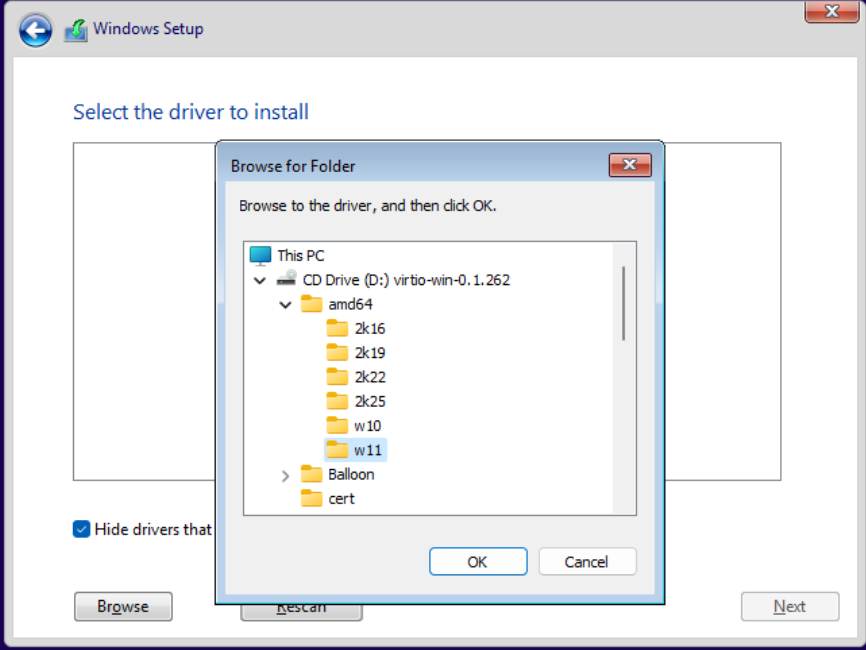 Windows Setup
Select the driver to install
Browse for Folder
Browse to the driver, and then click OK.
This PC
CD Drive (D:) virtio-win-0.1.262
amd64
2k16
2k19
2k22
2k25
w10
w11
Balloon
cert
OK
Cancel
Hide drivers that
Browse
Rescan
Next